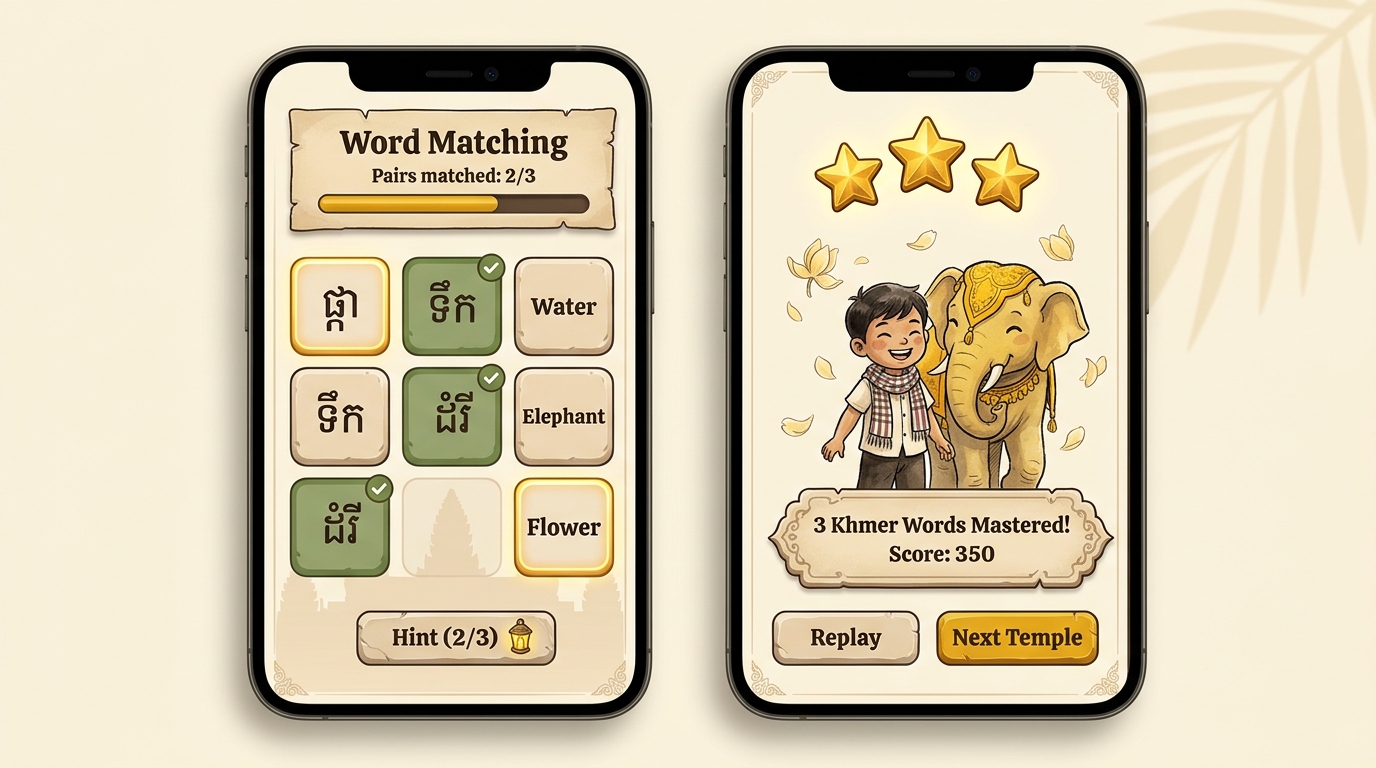 Word Matching
Pairs matched: 2/3
ផ្កា
ទឹក
Water
ទឹក
ដំរី
Elephant
ដំរី
Flower
Hint (2/3)
3 Khmer Words Mastered!
Score: 350
Replay
Next Temple